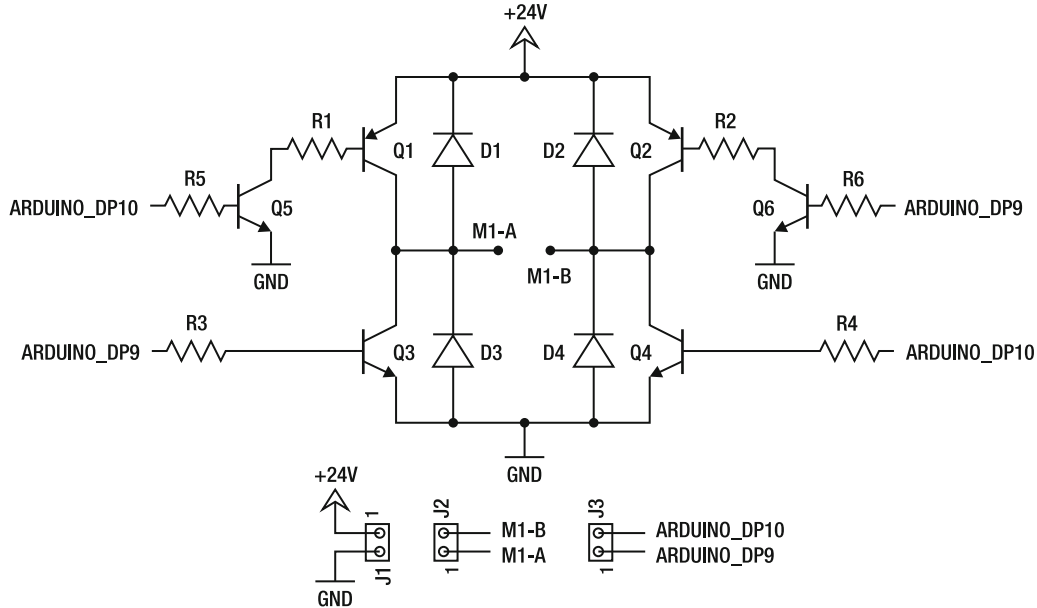 +24V
R1
Q1
D1
D2
Q2
R2
R5
R6
ARDUINO_DP10
Q5
Q6
ARDUINO_DP9
M1-A
GND
M1-B
GND
R3
R4
ARDUINO_DP9
Q3
D3
D4
Q4
ARDUINO_DP10
GND
+24V
1
J2
J3
M1-B
ARDUINO_DP10
M1-A
ARDUINO_DP9
J1
1
1
GND